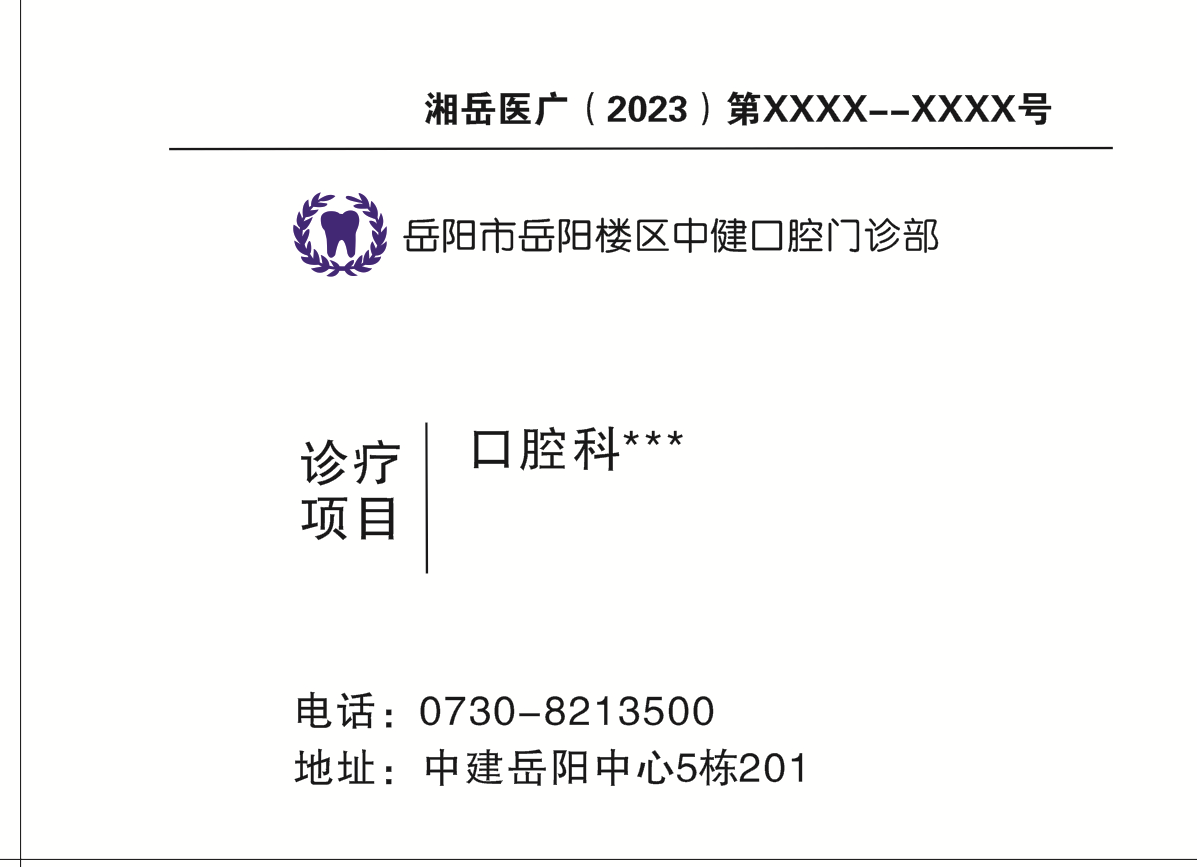 湘岳医广（2023）第XXXX--XXXX号
岳阳市岳阳楼区中健口腔门诊部
诊疗项目
口腔科***
电话：0730-8213500
地址：中建岳阳中心5栋201